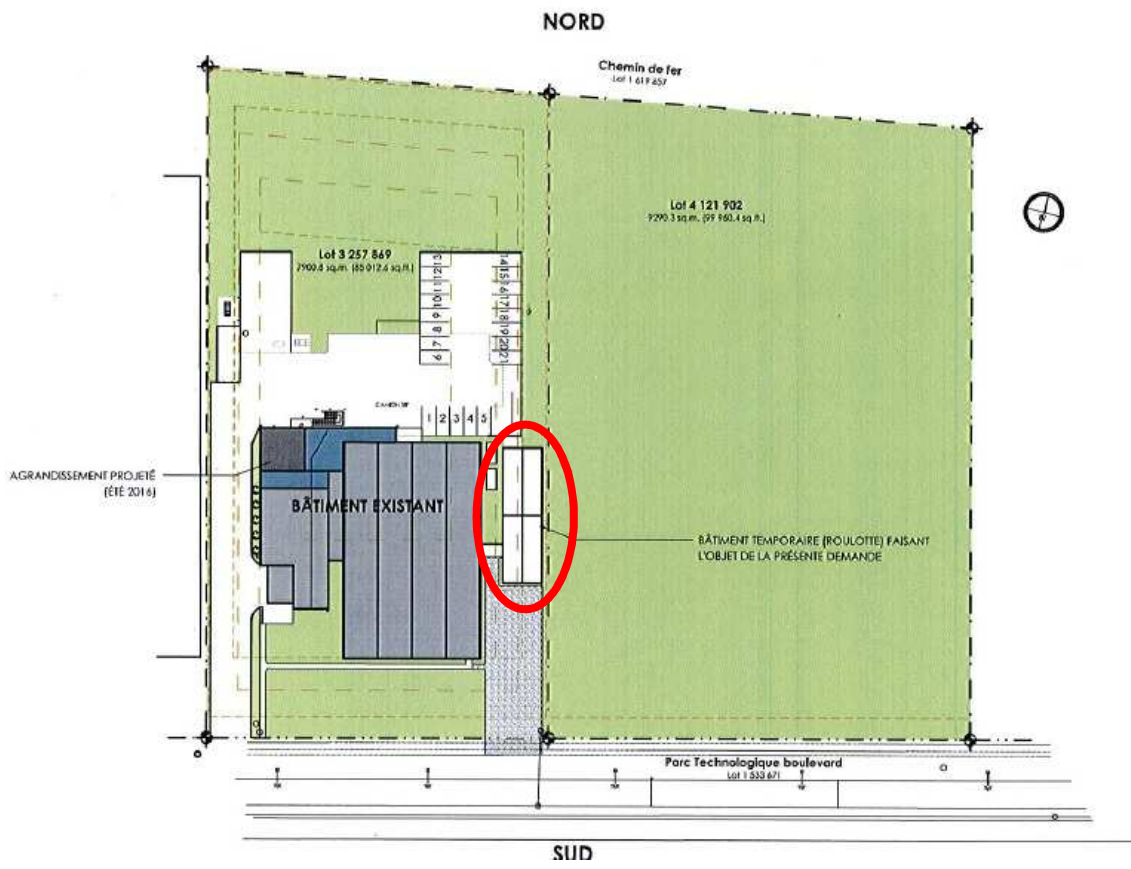 NORD
Chemin de fer
Lot 1 619 657
Lot 4 121 902
9290.3 sq.m. (99 960.4 sq.ft.)
Lot 3 257 869
7900.8 sq.m. (85 012.6 sq.ft.)
13
12
11
10
9
8
7
6
14
15
16
17
18
19
20
21
1 2 3 4 5
AGRANDISSEMENT PROJETÉ
(ÉTÉ 2016)
BÂTIMENT EXISTANT
BÂTIMENT TEMPORAIRE (ROULOTTE) FAISANT
L'OBJET DE LA PRÉSENTE DEMANDE
Parc Technologique boulevard
Lot 1 533 671
SUD